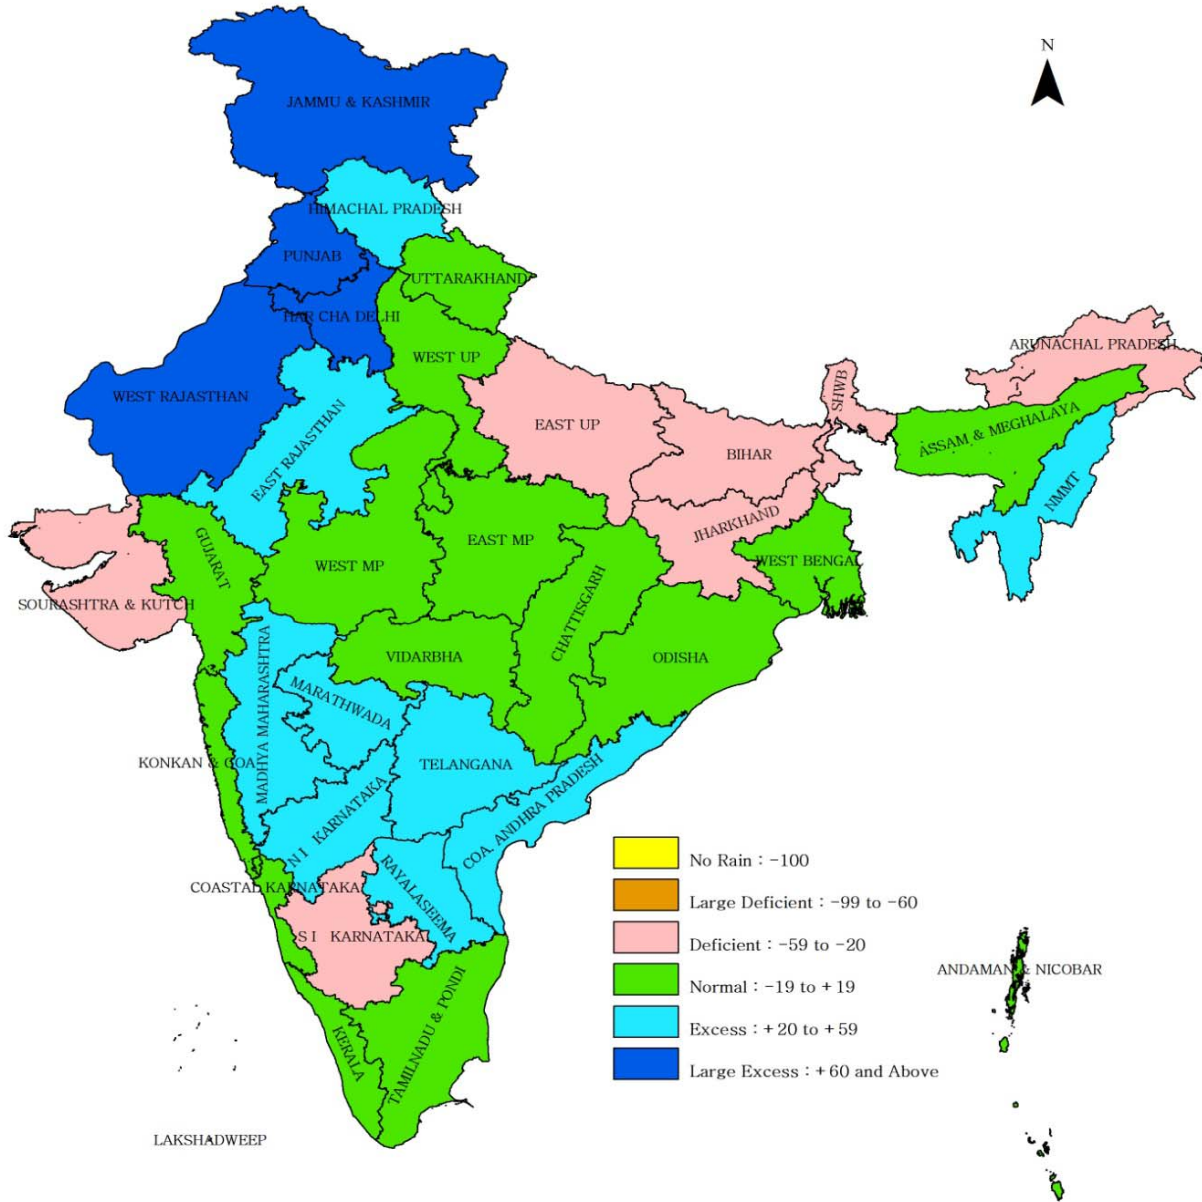 N
JAMMU & KASHMIR
HIMACHAL PRADESH
PUNJAB
UTTARAKHAND
HAR CHA DELHI
WEST UP
ARUNACHAL PRADESH
WEST RAJASTHAN
SHWB
EAST RAJASTHAN
EAST UP
ASSAM & MEGHALAYA
BIHAR
NMMT
JHARKHAND
GUJARAT
EAST MP
WEST MP
WEST BENGAL
SOURASHTRA & KUTCH
CHATTISGARH
VIDARBHA
ODISHA
MADHYA MAHARASHTRA
MARATHWADA
KONKAN & GOA
TELANGANA
COA. ANDHRA PRADESH
N I KARNATAKA
COASTAL KARNATAKA
RAYALASEEMA
S I KARNATAKA
No Rain : -100
Large Deficient : -99 to -60
Deficient : -59 to -20
Normal : -19 to +19
Excess : +20 to +59
Large Excess : +60 and Above
ANDAMAN & NICOBAR
KERALA
TAMILNADU & PONDI
LAKSHADWEEP